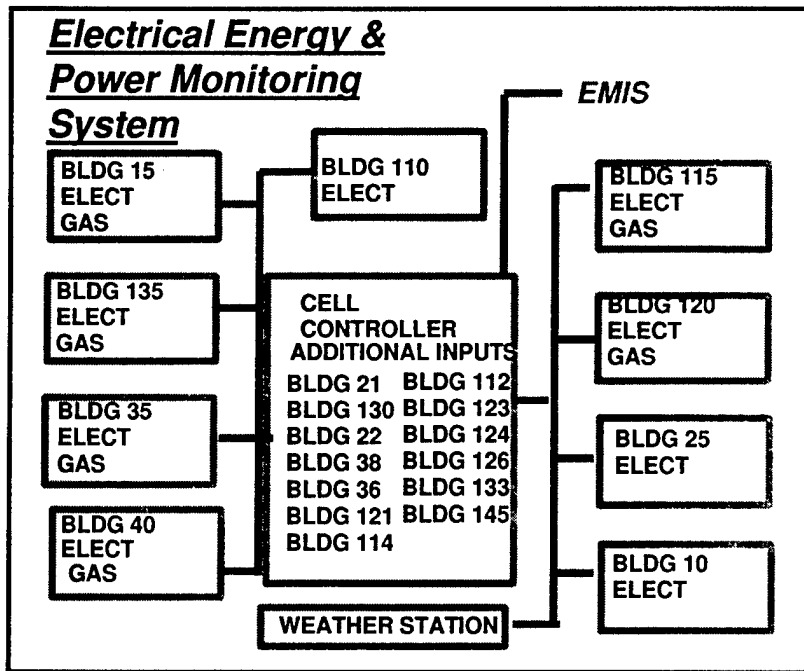 Electrical Energy &
Power Monitoring
System
EMIS
BLDG 15
ELECT
GAS
BLDG 110
ELECT
BLDG 115
ELECT
GAS
BLDG 135
ELECT
GAS
BLDG 120
ELECT
GAS
BLDG 35
ELECT
GAS
BLDG 25
ELECT
BLDG 40
ELECT
GAS
BLDG 10
ELECT
CELL
CONTROLLER
ADDITIONAL INPUTS
BLDG 21 BLDG 112
BLDG 130 BLDG 123
BLDG 22 BLDG 124
BLDG 38 BLDG 126
BLDG 36 BLDG 133
BLDG 121 BLDG 145
BLDG 114
WEATHER STATION